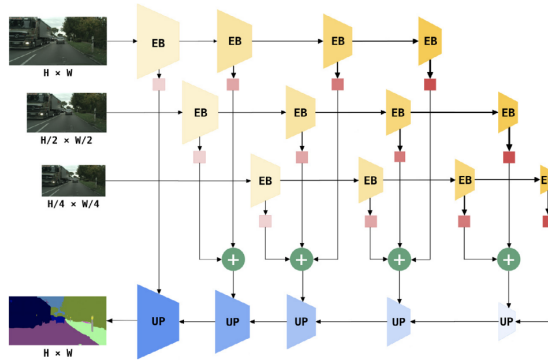 EB EB EB EB
H × W
EB EB EB EB
H/2 × W/2
EB EB EB EB
H/4 × W/4
+ + + +
UP UP UP UP UP
H × W